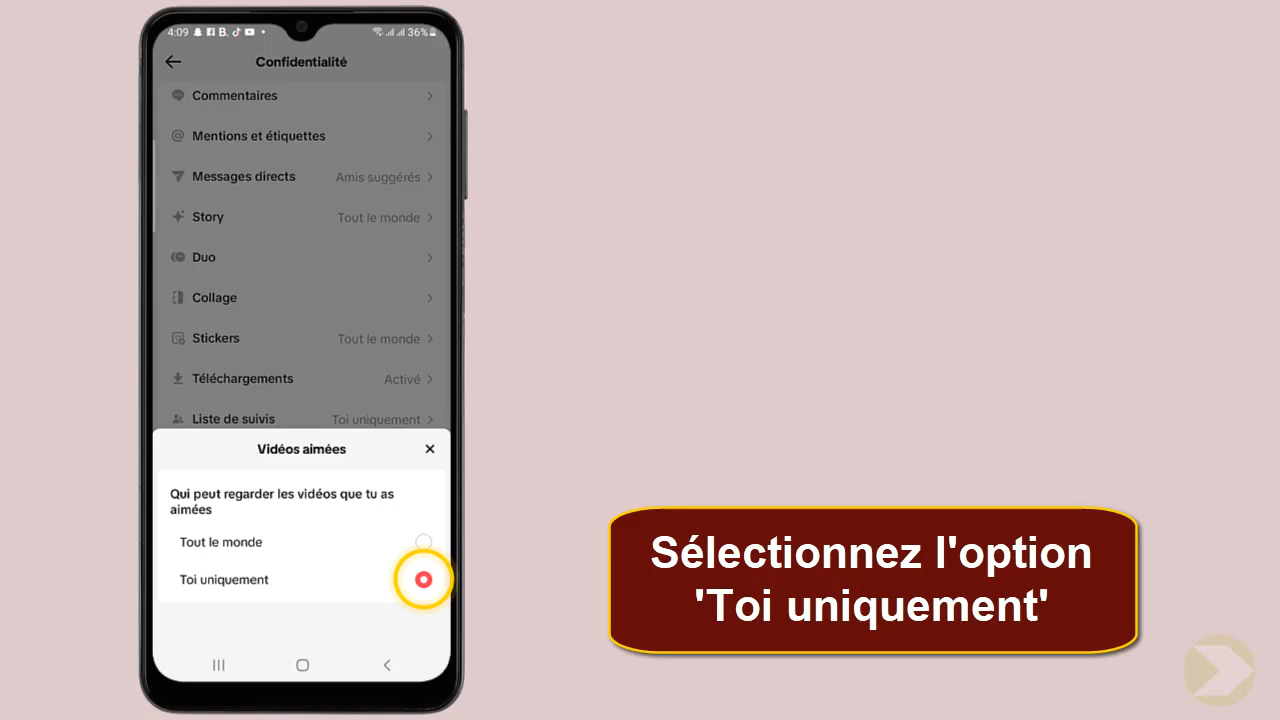 4:09
36%
Confidentialité
Commentaires
Mentions et étiquettes
Messages directs Amis suggérés
Story Tout le monde
Duo
Collage
Stickers Tout le monde
Téléchargements Activé
Liste de suivis Toi uniquement
Vidéos aimées
Qui peut regarder les vidéos que tu as
aimées
Tout le monde
Toi uniquement
Sélectionnez l'option
'Toi uniquement'